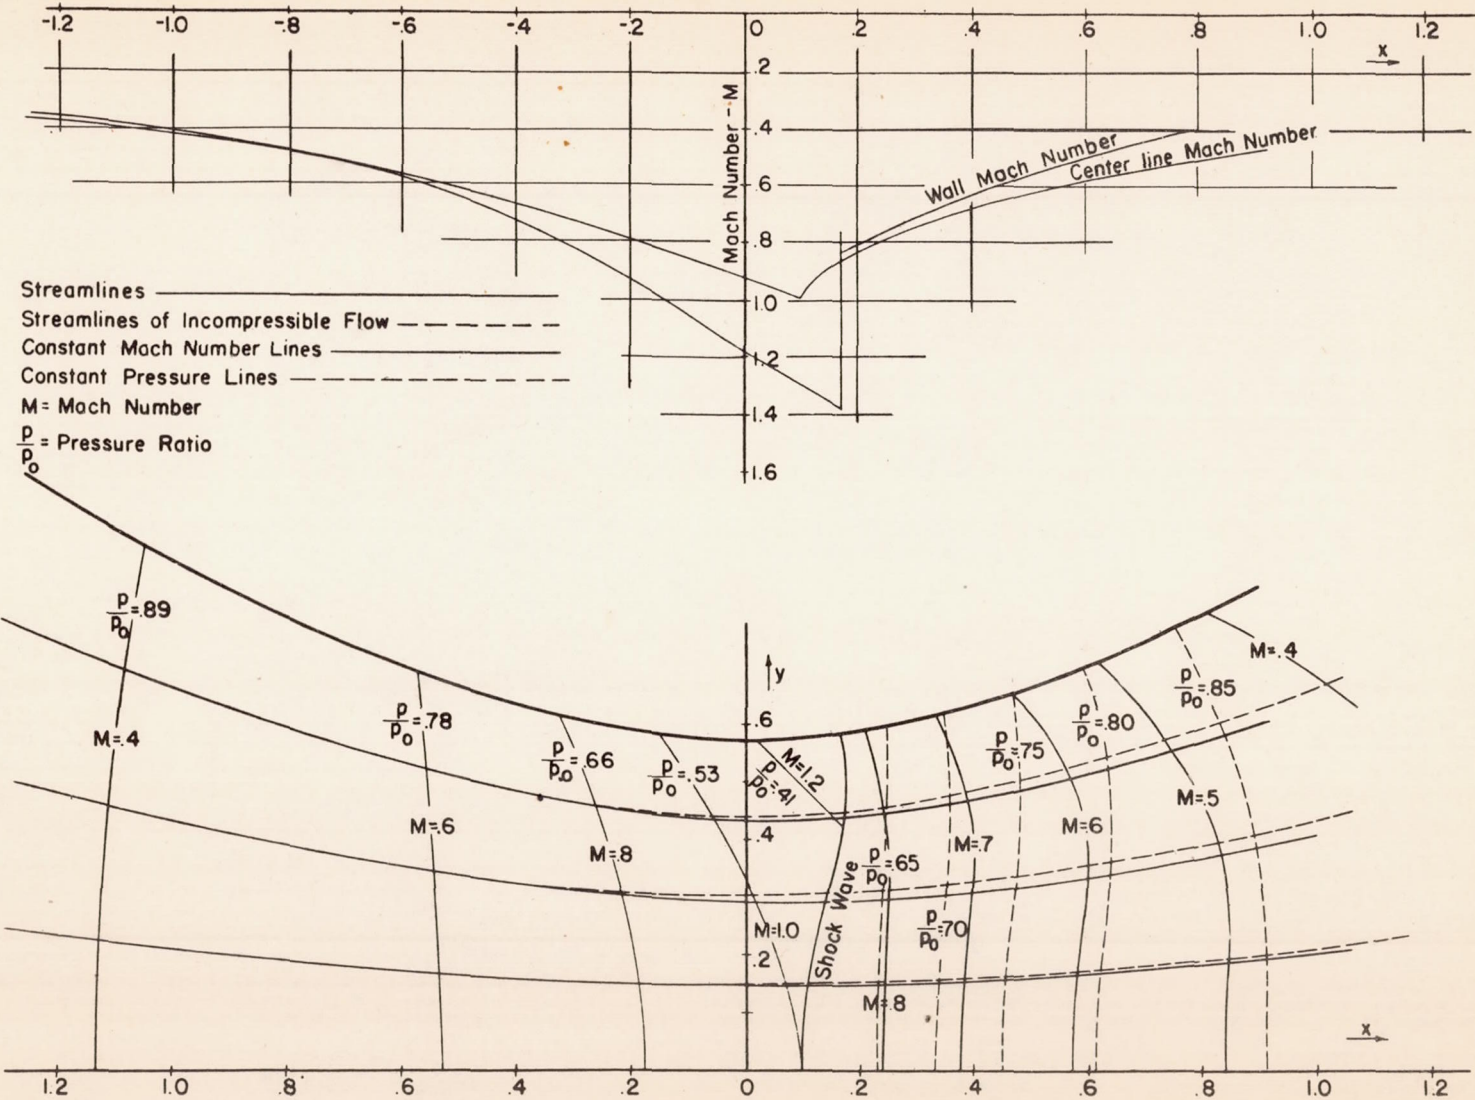 -1.2 -1.0 -.8 -.6 -.4 -.2 0 .2 .4 .6 .8 1.0 1.2
x
.2
.4
.6
.8
1.0
1.2
1.4
1.6
Mach Number - M
Wall Mach Number
Center line Mach Number
Streamlines
Streamlines of Incompressible Flow
Constant Mach Number Lines
Constant Pressure Lines
M= Mach Number
p/p₀ = Pressure Ratio
y
p/p₀=.89
M=.4
p/p₀=.78
M=.6
p/p₀=.66
M=.8
p/p₀=.53
M=1.0
M=1.2
p/p₀=.41
Shock Wave
p/p₀=.65
M=.8
p/p₀=.70
M=.7
p/p₀=.75
M=.6
p/p₀=.80
M=.5
p/p₀=.85
M=.4
.6
.4
.2
x
1.2 1.0 .8 .6 .4 .2 0 .2 .4 .6 .8 1.0 1.2